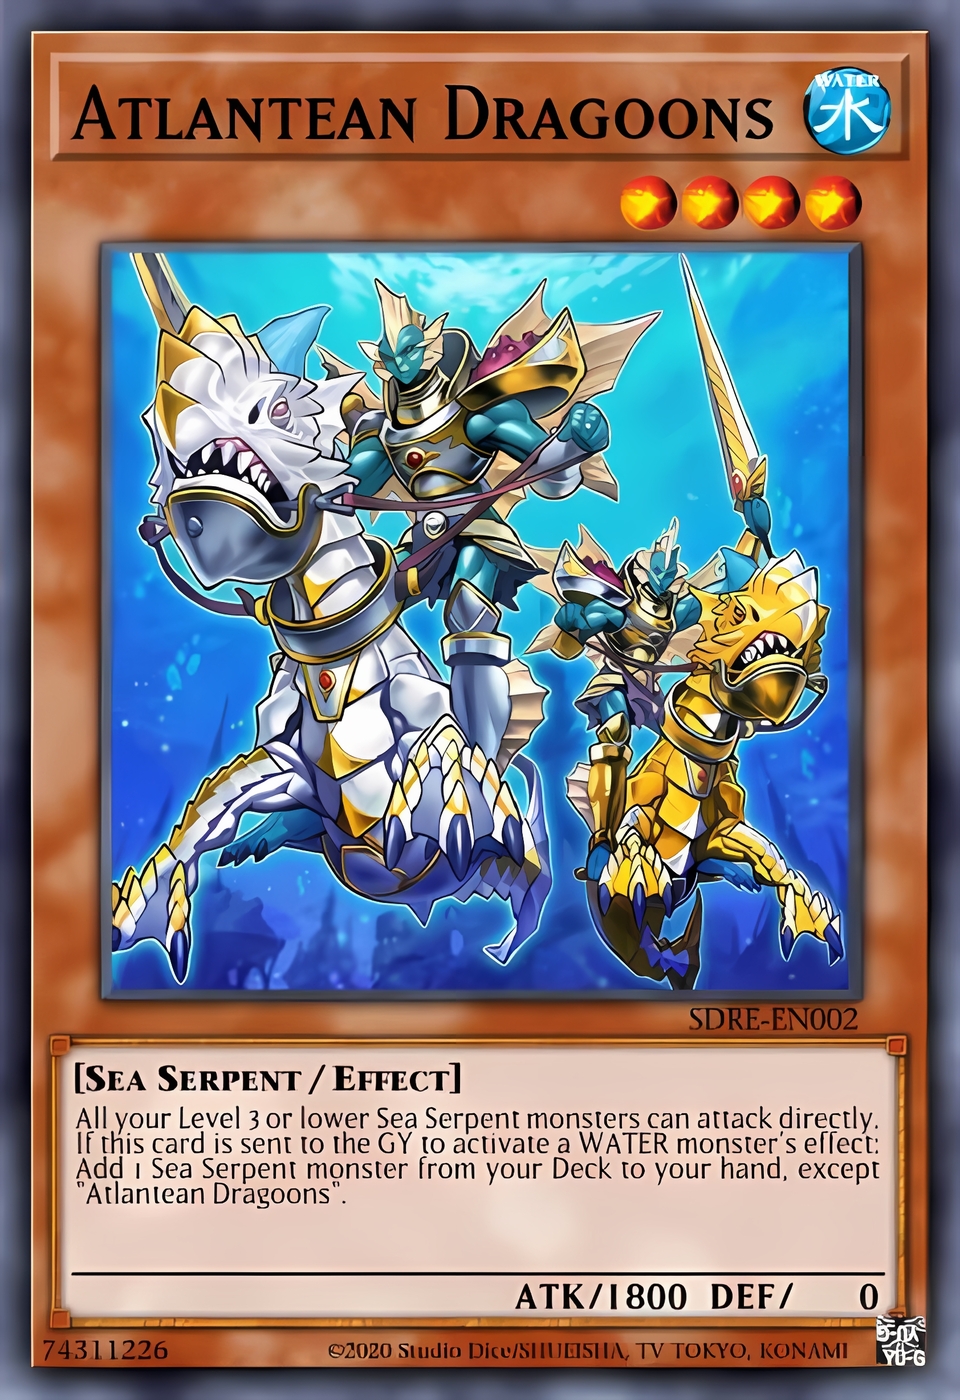 ATLANTEAN DRAGOONS
WATER
水
SDRE-EN002
[SEA SERPENT / EFFECT]
All your Level 3 or lower Sea Serpent monsters can attack directly.
If this card is sent to the GY to activate a WATER monster's effect:
Add 1 Sea Serpent monster from your Deck to your hand, except
"Atlantean Dragoons".
ATK/1800 DEF/ 0
74311226 ©2020 Studio Dice/SHUEISHA, TV TOKYO, KONAMI